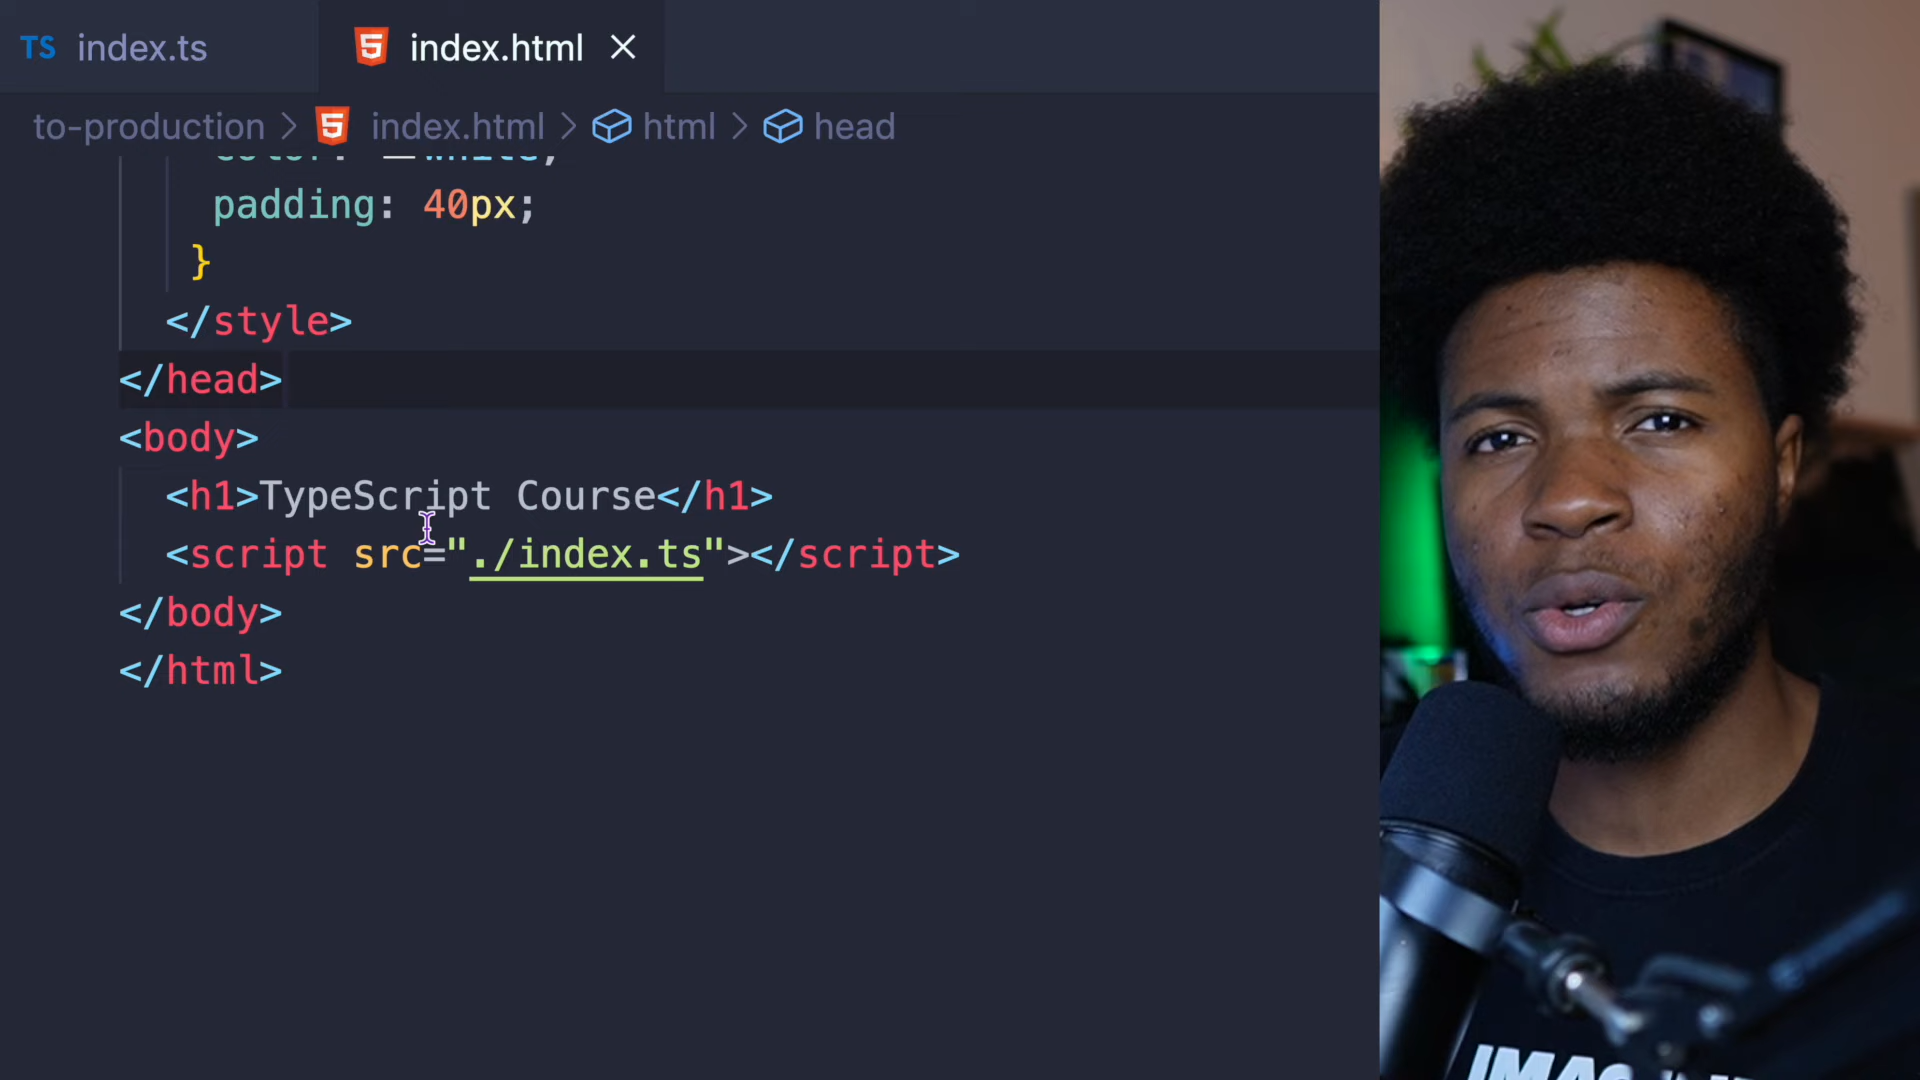 TS index.ts index.html
to-production > index.html > html > head
padding: 40px;
}
</style>
</head>
<body>
<h1>TypeScript Course</h1>
<script src="./index.ts"></script>
</body>
</html>